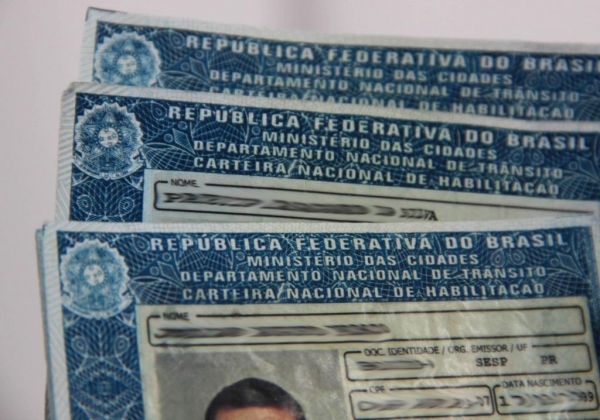 REPÚBLICA FEDERATIVA DO BRASIL
MINISTÉRIO DAS CIDADES
DEPARTAMENTO NACIONAL DE TRÂNSITO
CARTEIRA NACIONAL DE HABILITAÇÃO
REPÚBLICA FEDERATIVA DO BRASIL
MINISTÉRIO DAS CIDADES
DEPARTAMENTO NACIONAL DE TRÂNSITO
CARTEIRA NACIONAL DE HABILITAÇÃO
NOME
REPÚBLICA FEDERATIVA DO BRASIL
MINISTÉRIO DAS CIDADES
DEPARTAMENTO NACIONAL DE TRÂNSITO
CARTEIRA NACIONAL DE HABILITAÇÃO
NOME
DOC. IDENTIDADE / ORG. EMISSOR / UF
SESP PR
CPF DATA NASCIMENTO